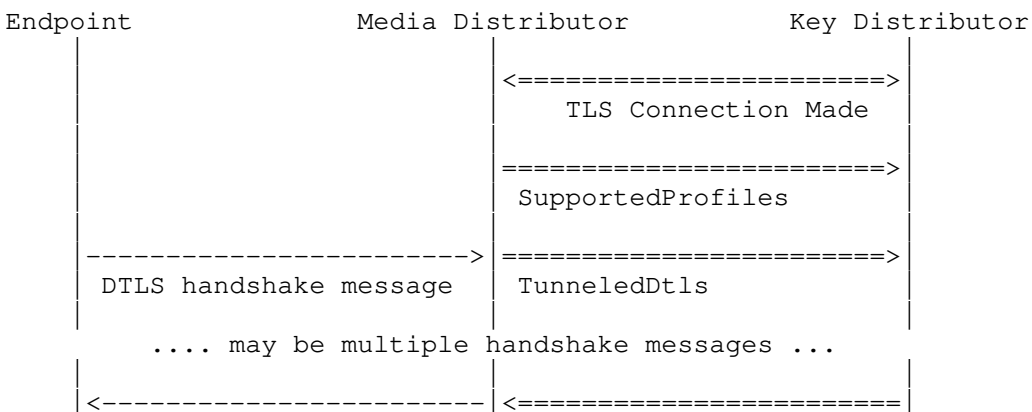 Endpoint Media Distributor Key Distributor
TLS Connection Made
SupportedProfiles
DTLS handshake message TunneledDtls
.... may be multiple handshake messages ...